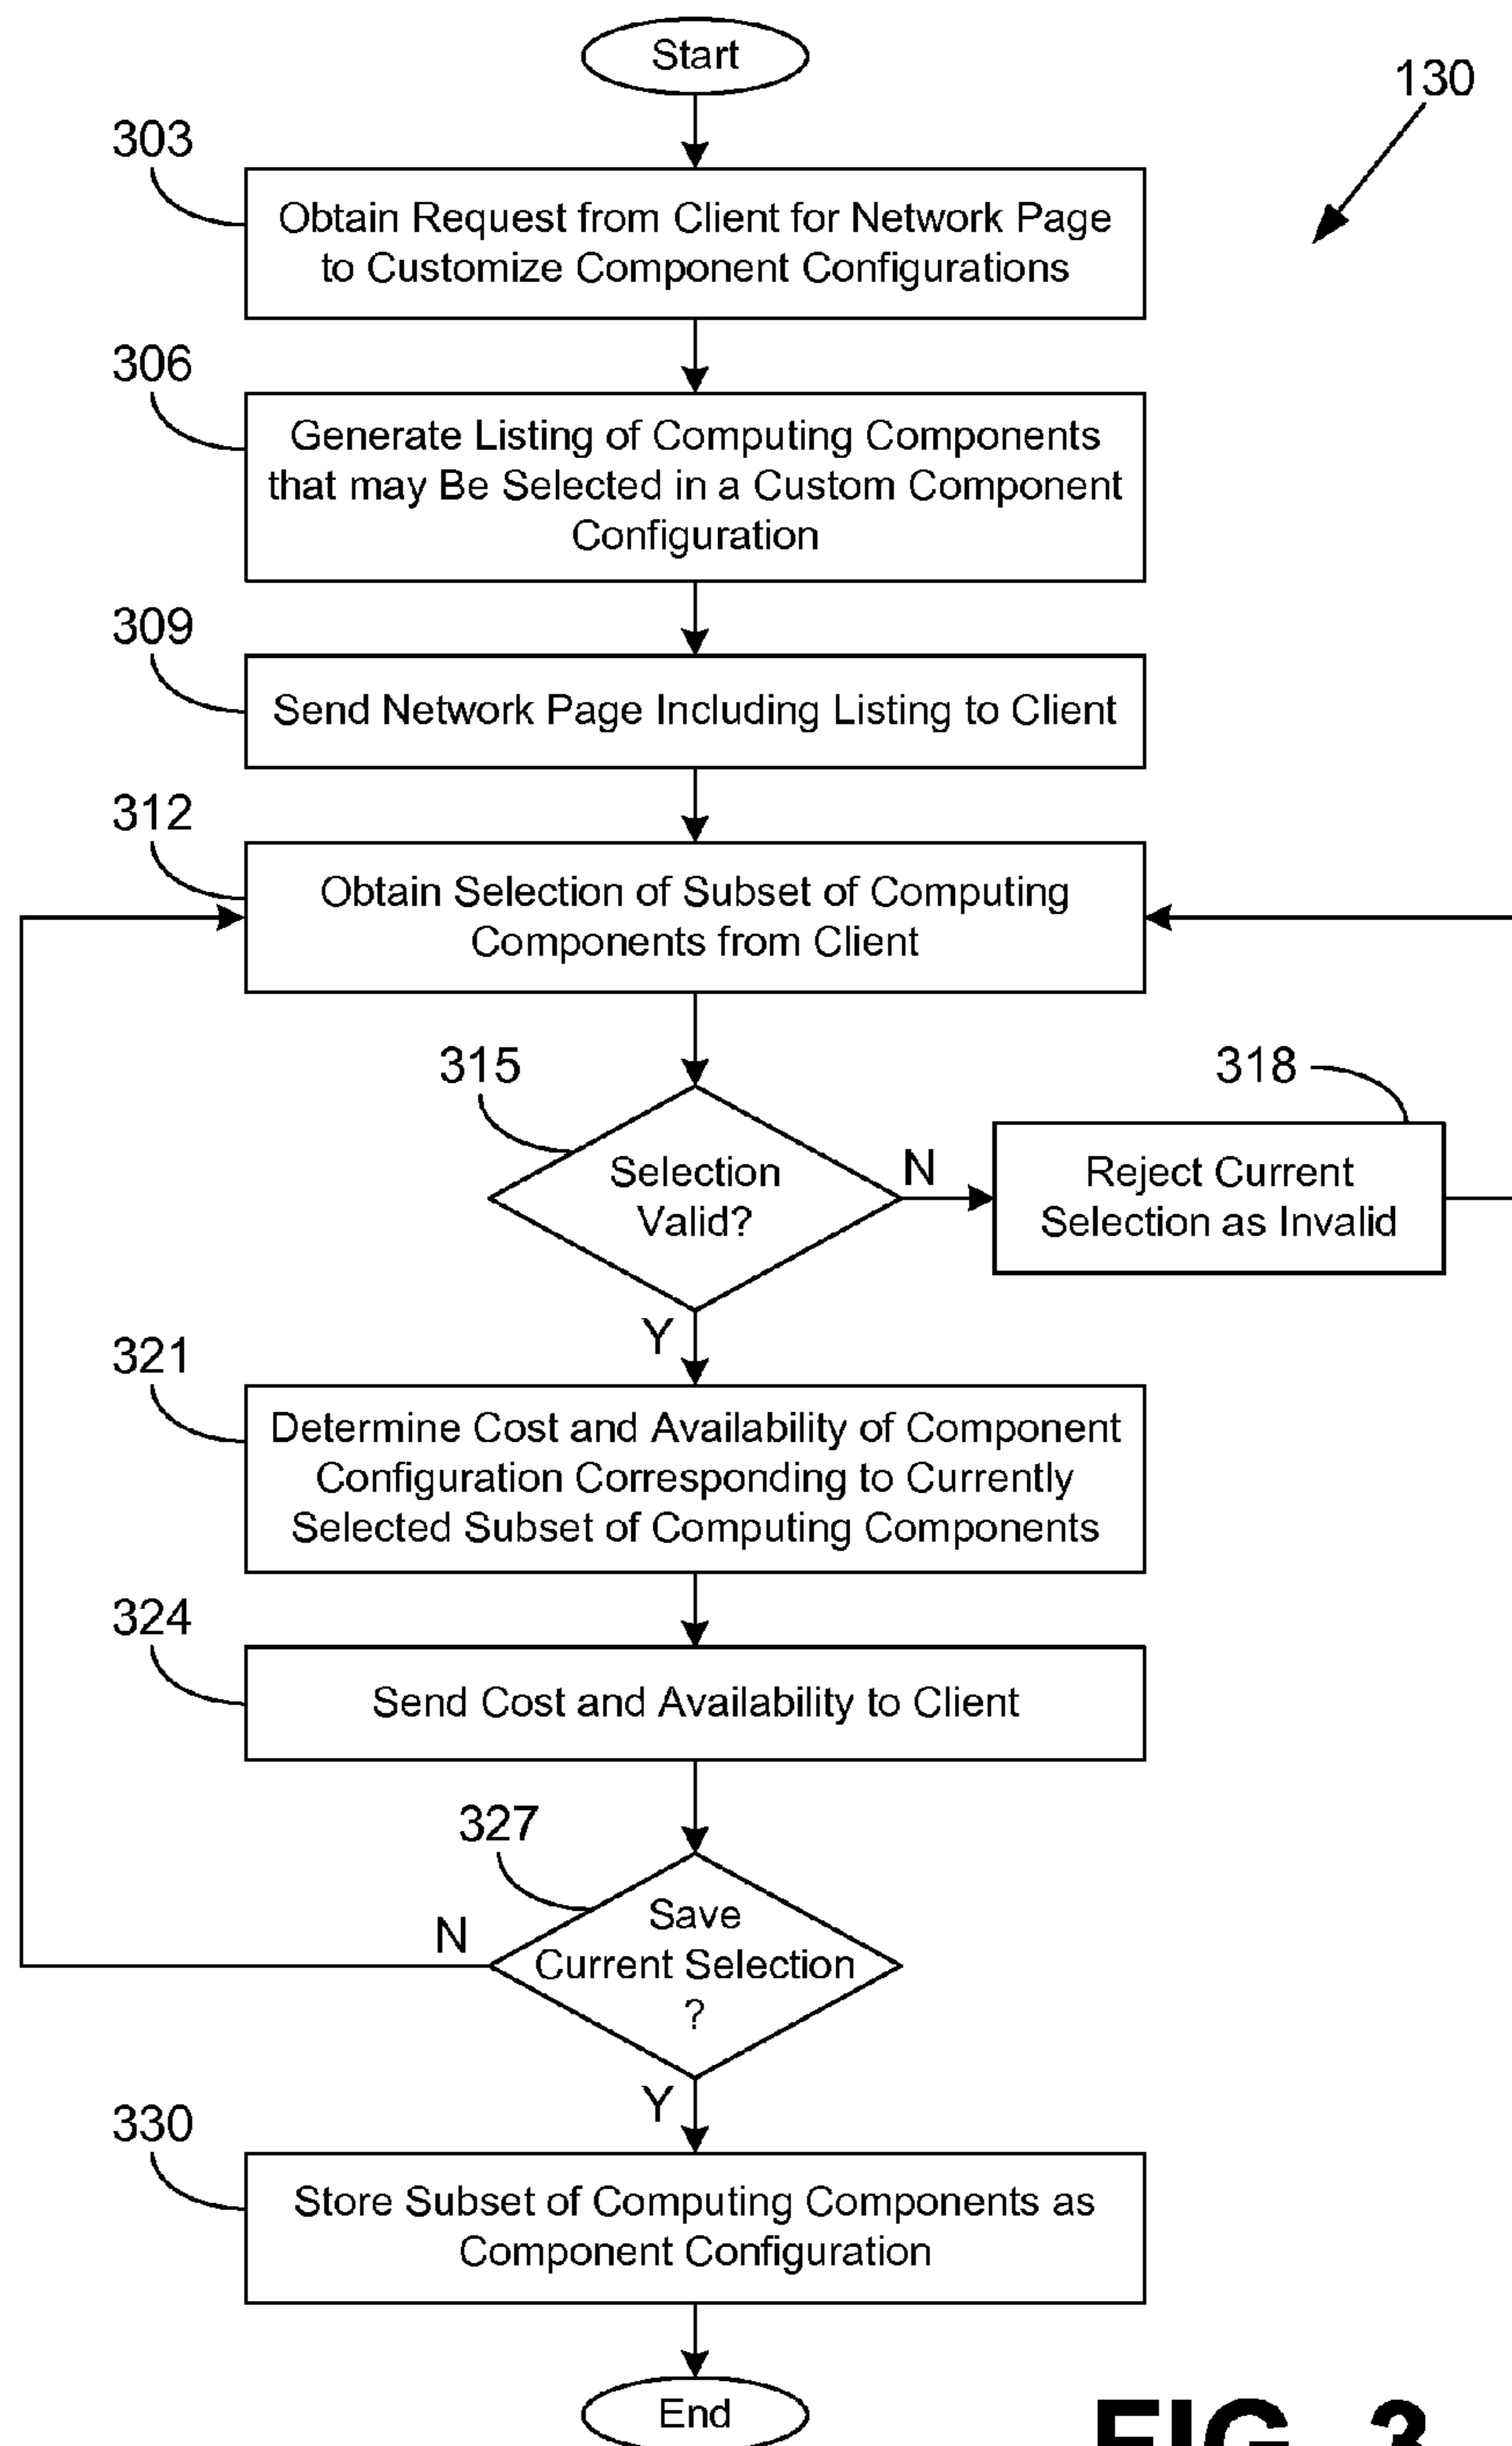 Start
130
303
Obtain Request from Client for Network Page
to Customize Component Configurations
306
Generate Listing of Computing Components
that may Be Selected in a Custom Component
Configuration
309
Send Network Page Including Listing to Client
312
Obtain Selection of Subset of Computing
Components from Client
315
Selection
Valid?
N
318
Reject Current
Selection as Invalid
Y
321
Determine Cost and Availability of Component
Configuration Corresponding to Currently
Selected Subset of Computing Components
324
Send Cost and Availability to Client
327
Save
Current Selection
?
N
Y
330
Store Subset of Computing Components as
Component Configuration
End
FIG. 3